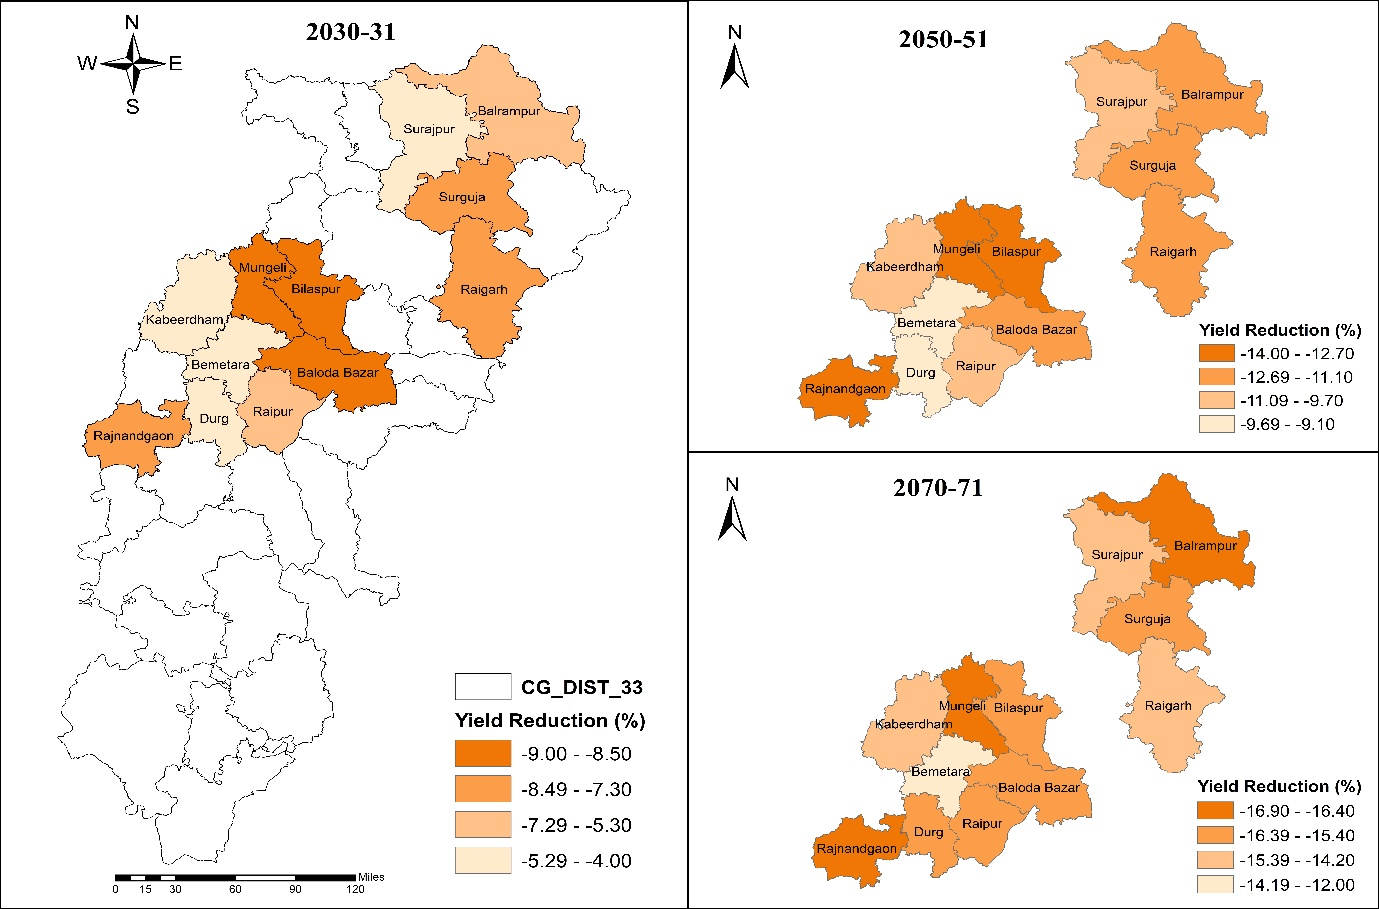 2030-31
N
W E
S
Balrampur
Surajpur
Surguja
Mungeli
Bilaspur
Raigarh
Kabeerdham
Bemetara
Baloda Bazar
Durg
Raipur
Rajnandgaon
CG_DIST_33
Yield Reduction (%)
-9.00 - -8.50
-8.49 - -7.30
-7.29 - -5.30
-5.29 - -4.00
0 15 30 60 90 120 Miles
2050-51
N
Surajpur
Balrampur
Surguja
Mungeli
Bilaspur
Raigarh
Kabeerdham
Bemetara
Baloda Bazar
Durg
Raipur
Rajnandgaon
Yield Reduction (%)
-14.00 - -12.70
-12.69 - -11.10
-11.09 - -9.70
-9.69 - -9.10
2070-71
N
Balrampur
Surajpur
Surguja
Mungeli
Bilaspur
Raigarh
Kabeerdham
Bemetara
Baloda Bazar
Durg
Raipur
Rajnandgaon
Yield Reduction (%)
-16.90 - -16.40
-16.39 - -15.40
-15.39 - -14.20
-14.19 - -12.00